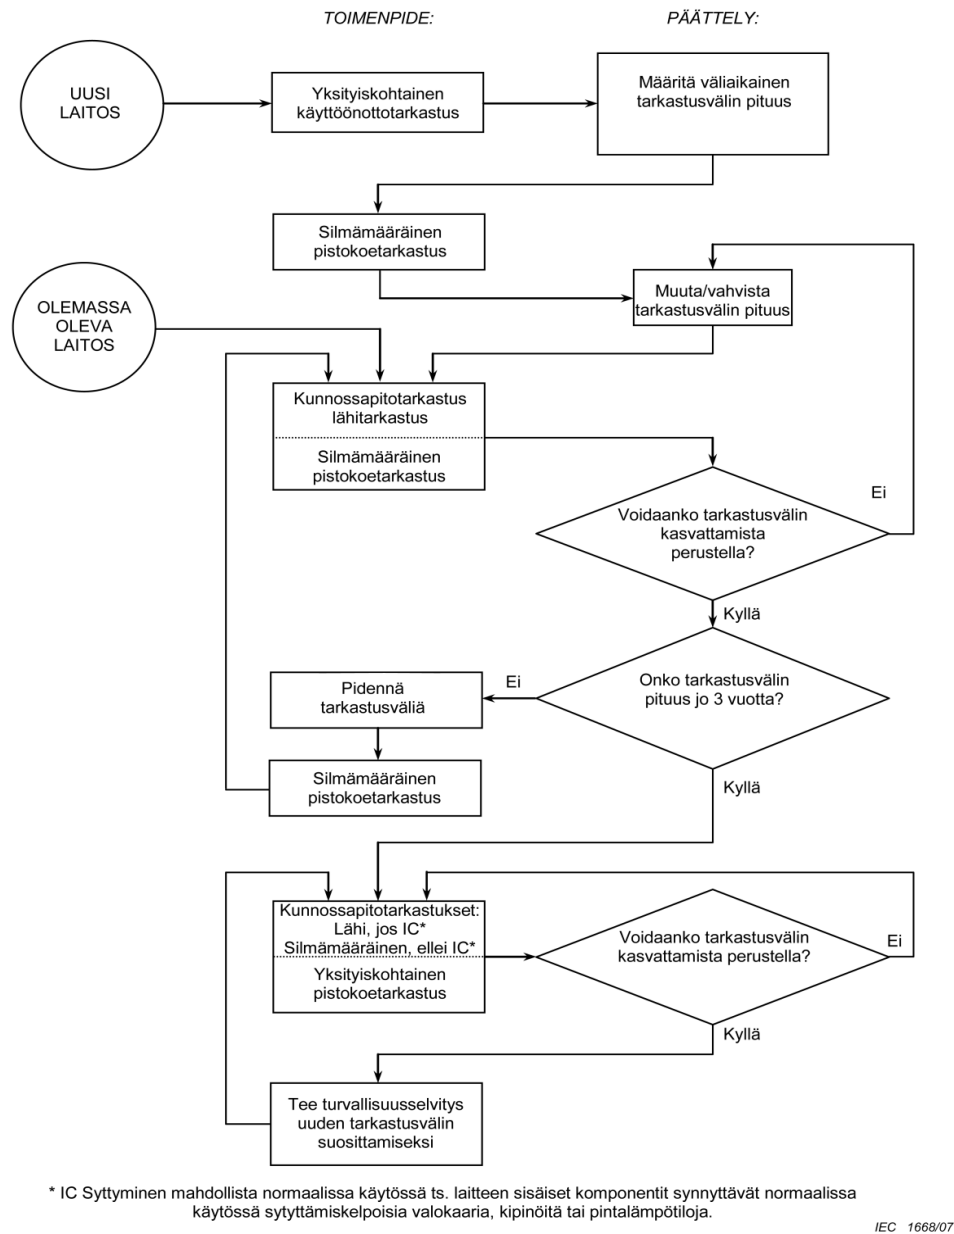 TOIMENPIDE:
PÄÄTTELY:
UUSI
LAITOS
Yksityiskohtainen
käyttöönottotarkastus
Määritä väliaikainen
tarkastusvälin pituus
Silmämääräinen
pistokoetarkastus
OLEMASSA
OLEVA
LAITOS
Muuta/vahvista
tarkastusvälin pituus
Kunnossapitotarkastus
lähitarkastus
Silmämääräinen
pistokoetarkastus
Ei
Voidaanko tarkastusvälin
kasvattamista
perustella?
Kyllä
Onko tarkastusvälin
pituus jo 3 vuotta?
Ei
Pidennä
tarkastusväliä
Silmämääräinen
pistokoetarkastus
Kyllä
Kunnossapitotarkastukset:
Lähi, jos IC*
Silmämääräinen, ellei IC*
Yksityiskohtainen
pistokoetarkastus
Voidaanko tarkastusvälin
kasvattamista perustella?
Ei
Kyllä
Tee turvallisuusselvitys
uuden tarkastusvälin
suosittamiseksi
* IC Syttyminen mahdollista normaalissa käytössä ts. laitteen sisäiset komponentit synnyttävät normaalissa
käytössä sytyttämiskelpoisia valokaaria, kipinöitä tai pintalämpötiloja.
IEC 1668/07